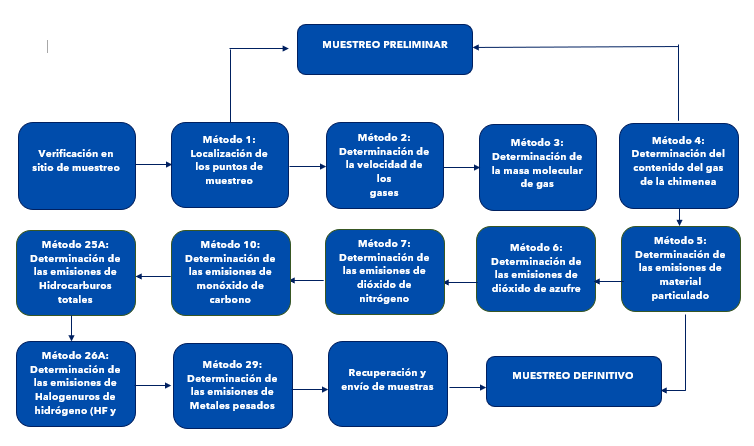 MUESTREO PRELIMINAR
Verificación en
sitio de muestreo
Método 1:
Localización de
los puntos de
muestreo
Método 2:
Determinación de
la velocidad de
los
gases
Método 3:
Determinación de
la masa molecular
de gas
Método 4:
Determinación del
contenido del gas
de la chimenea
Método 25A:
Determinación de
las emisiones de
Hidrocarburos
totales
Método 10:
Determinación de
las emisiones de
monóxido de
carbono
Método 7:
Determinación de
las emisiones de
dióxido de
nitrógeno
Método 6:
Determinación de
las emisiones de
dióxido de azufre
Método 5:
Determinación de
las emisiones de
material
particulado
Método 26A:
Determinación de
las emisiones de
Halogenuros de
hidrógeno (HF y
Método 29:
Determinación de
las emisiones de
Metales pesados
Recuperación y
envío de muestras
MUESTREO DEFINITIVO